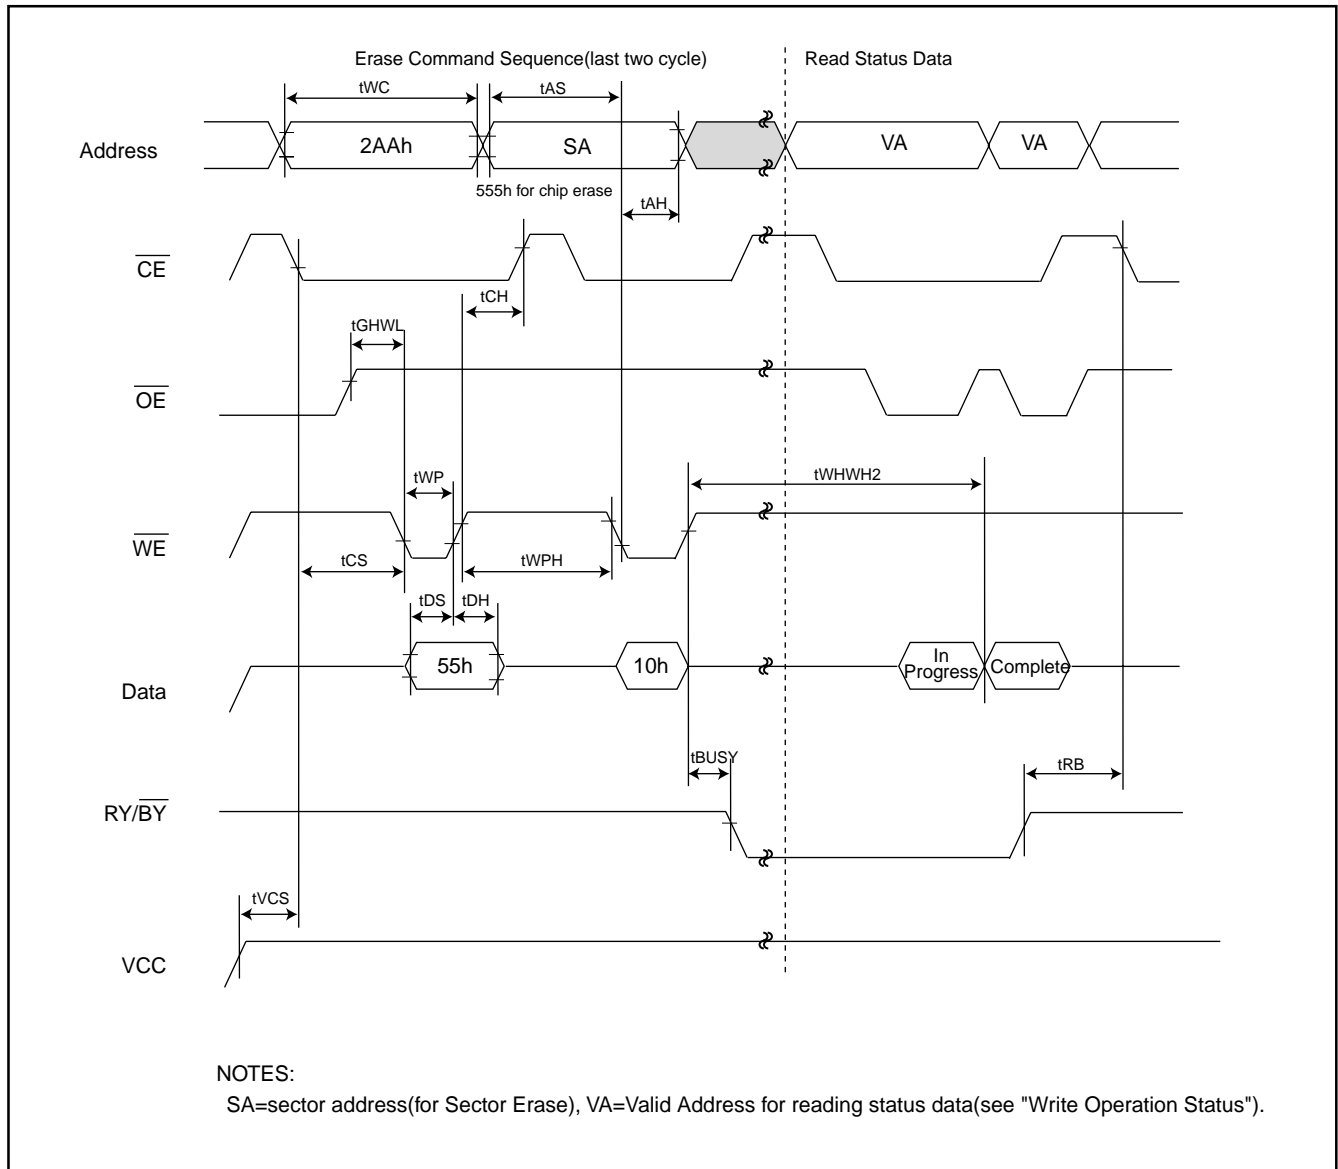 Erase Command Sequence(last two cycle)
Read Status Data
tWC
tAS
Address
2AAh
SA
VA
VA
555h for chip erase
tAH
CE
tCH
tGHWL
OE
tWP
tWHWH2
WE
tCS
tWPH
tDS
tDH
Data
55h
10h
In
Progress
Complete
tBUSY
tRB
RY/BY
tVCS
VCC
NOTES:
SA=sector address(for Sector Erase), VA=Valid Address for reading status data(see "Write Operation Status").